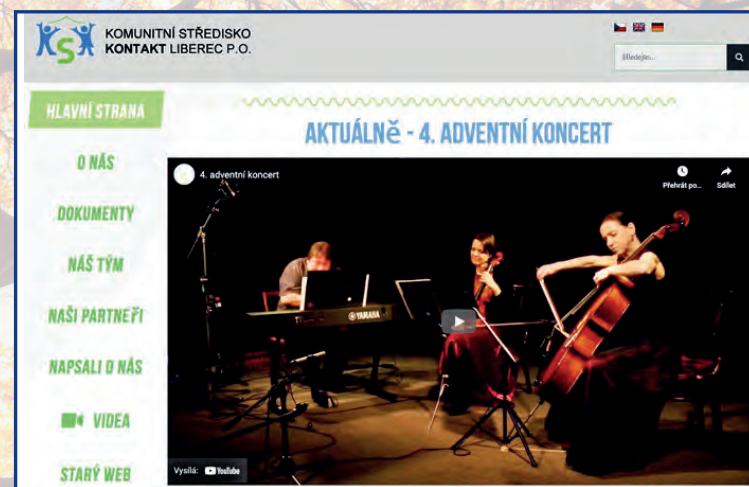 KOMUNITNÍ STŘEDISKO
KONTAKT LIBEREC P.O.
Hledejte...
HLAVNÍ STRANA
O NÁS
DOKUMENTY
NÁŠ TÝM
NAŠI PARTNEŘI
NAPSALI O NÁS
VIDEA
STARÝ WEB
AKTUÁLNĚ - 4. ADVENTNÍ KONCERT
4. adventní koncert
Přehrát po...
Sdílet
YAMAHA
Vysílá: YouTube